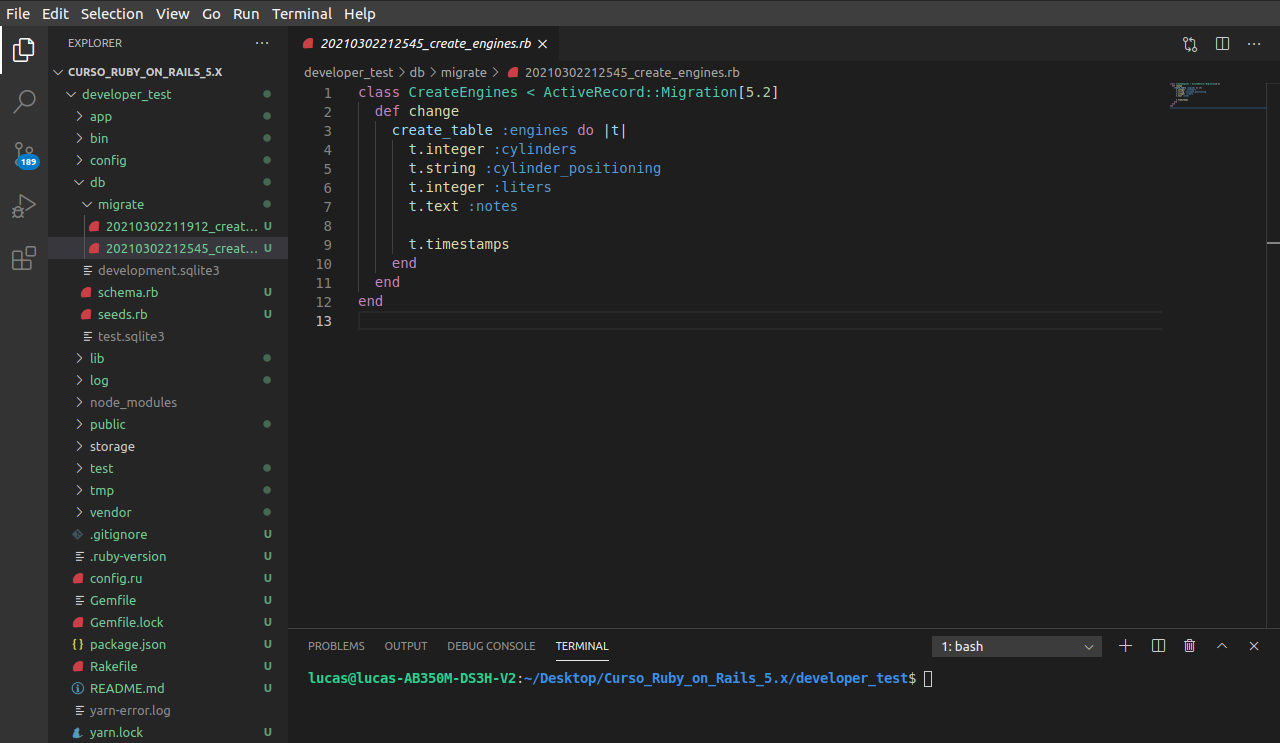 File Edit Selection View Go Run Terminal Help
EXPLORER
CURSO_RUBY_ON_RAILS_5.X
developer_test
app
bin
config
189
db
migrate
20210302211912_creat... U
20210302212545_creat... U
development.sqlite3
schema.rb U
seeds.rb U
test.sqlite3
lib
log
node_modules
public
storage
test
tmp
vendor
.gitignore U
.ruby-version U
config.ru U
Gemfile U
Gemfile.lock U
package.json U
Rakefile U
README.md U
yarn-error.log
yarn.lock U
20210302212545_create_engines.rb
developer_test > db > migrate > 20210302212545_create_engines.rb
1 class CreateEngines < ActiveRecord::Migration[5.2]
2 def change
3 create_table :engines do |t|
4 t.integer :cylinders
5 t.string :cylinder_positioning
6 t.integer :liters
7 t.text :notes
8
9 t.timestamps
10 end
11 end
12 end
13
PROBLEMS OUTPUT DEBUG CONSOLE TERMINAL 1: bash
lucas@lucas-AB350M-DS3H-V2:~/Desktop/Curso_Ruby_on_Rails_5.x/developer_test$